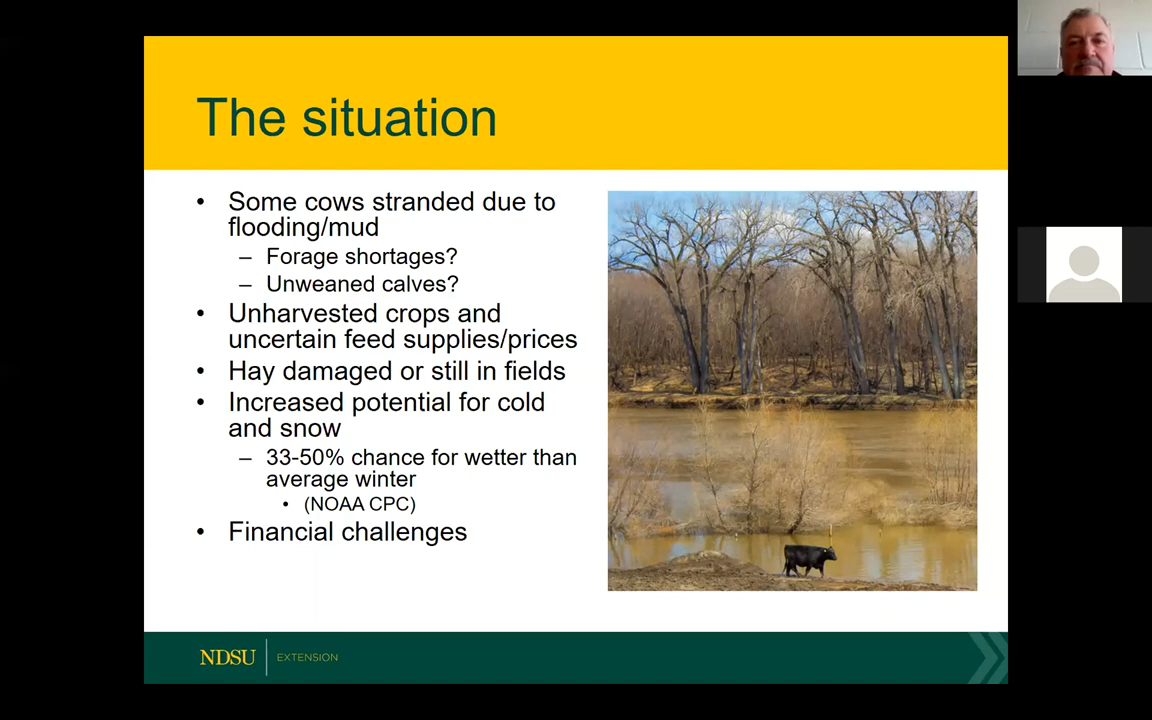 The situation
• Some cows stranded due to
flooding/mud
– Forage shortages?
– Unweaned calves?
• Unharvested crops and
uncertain feed supplies/prices
• Hay damaged or still in fields
• Increased potential for cold
and snow
– 33-50% chance for wetter than
average winter
• (NOAA CPC)
• Financial challenges
NDSU EXTENSION